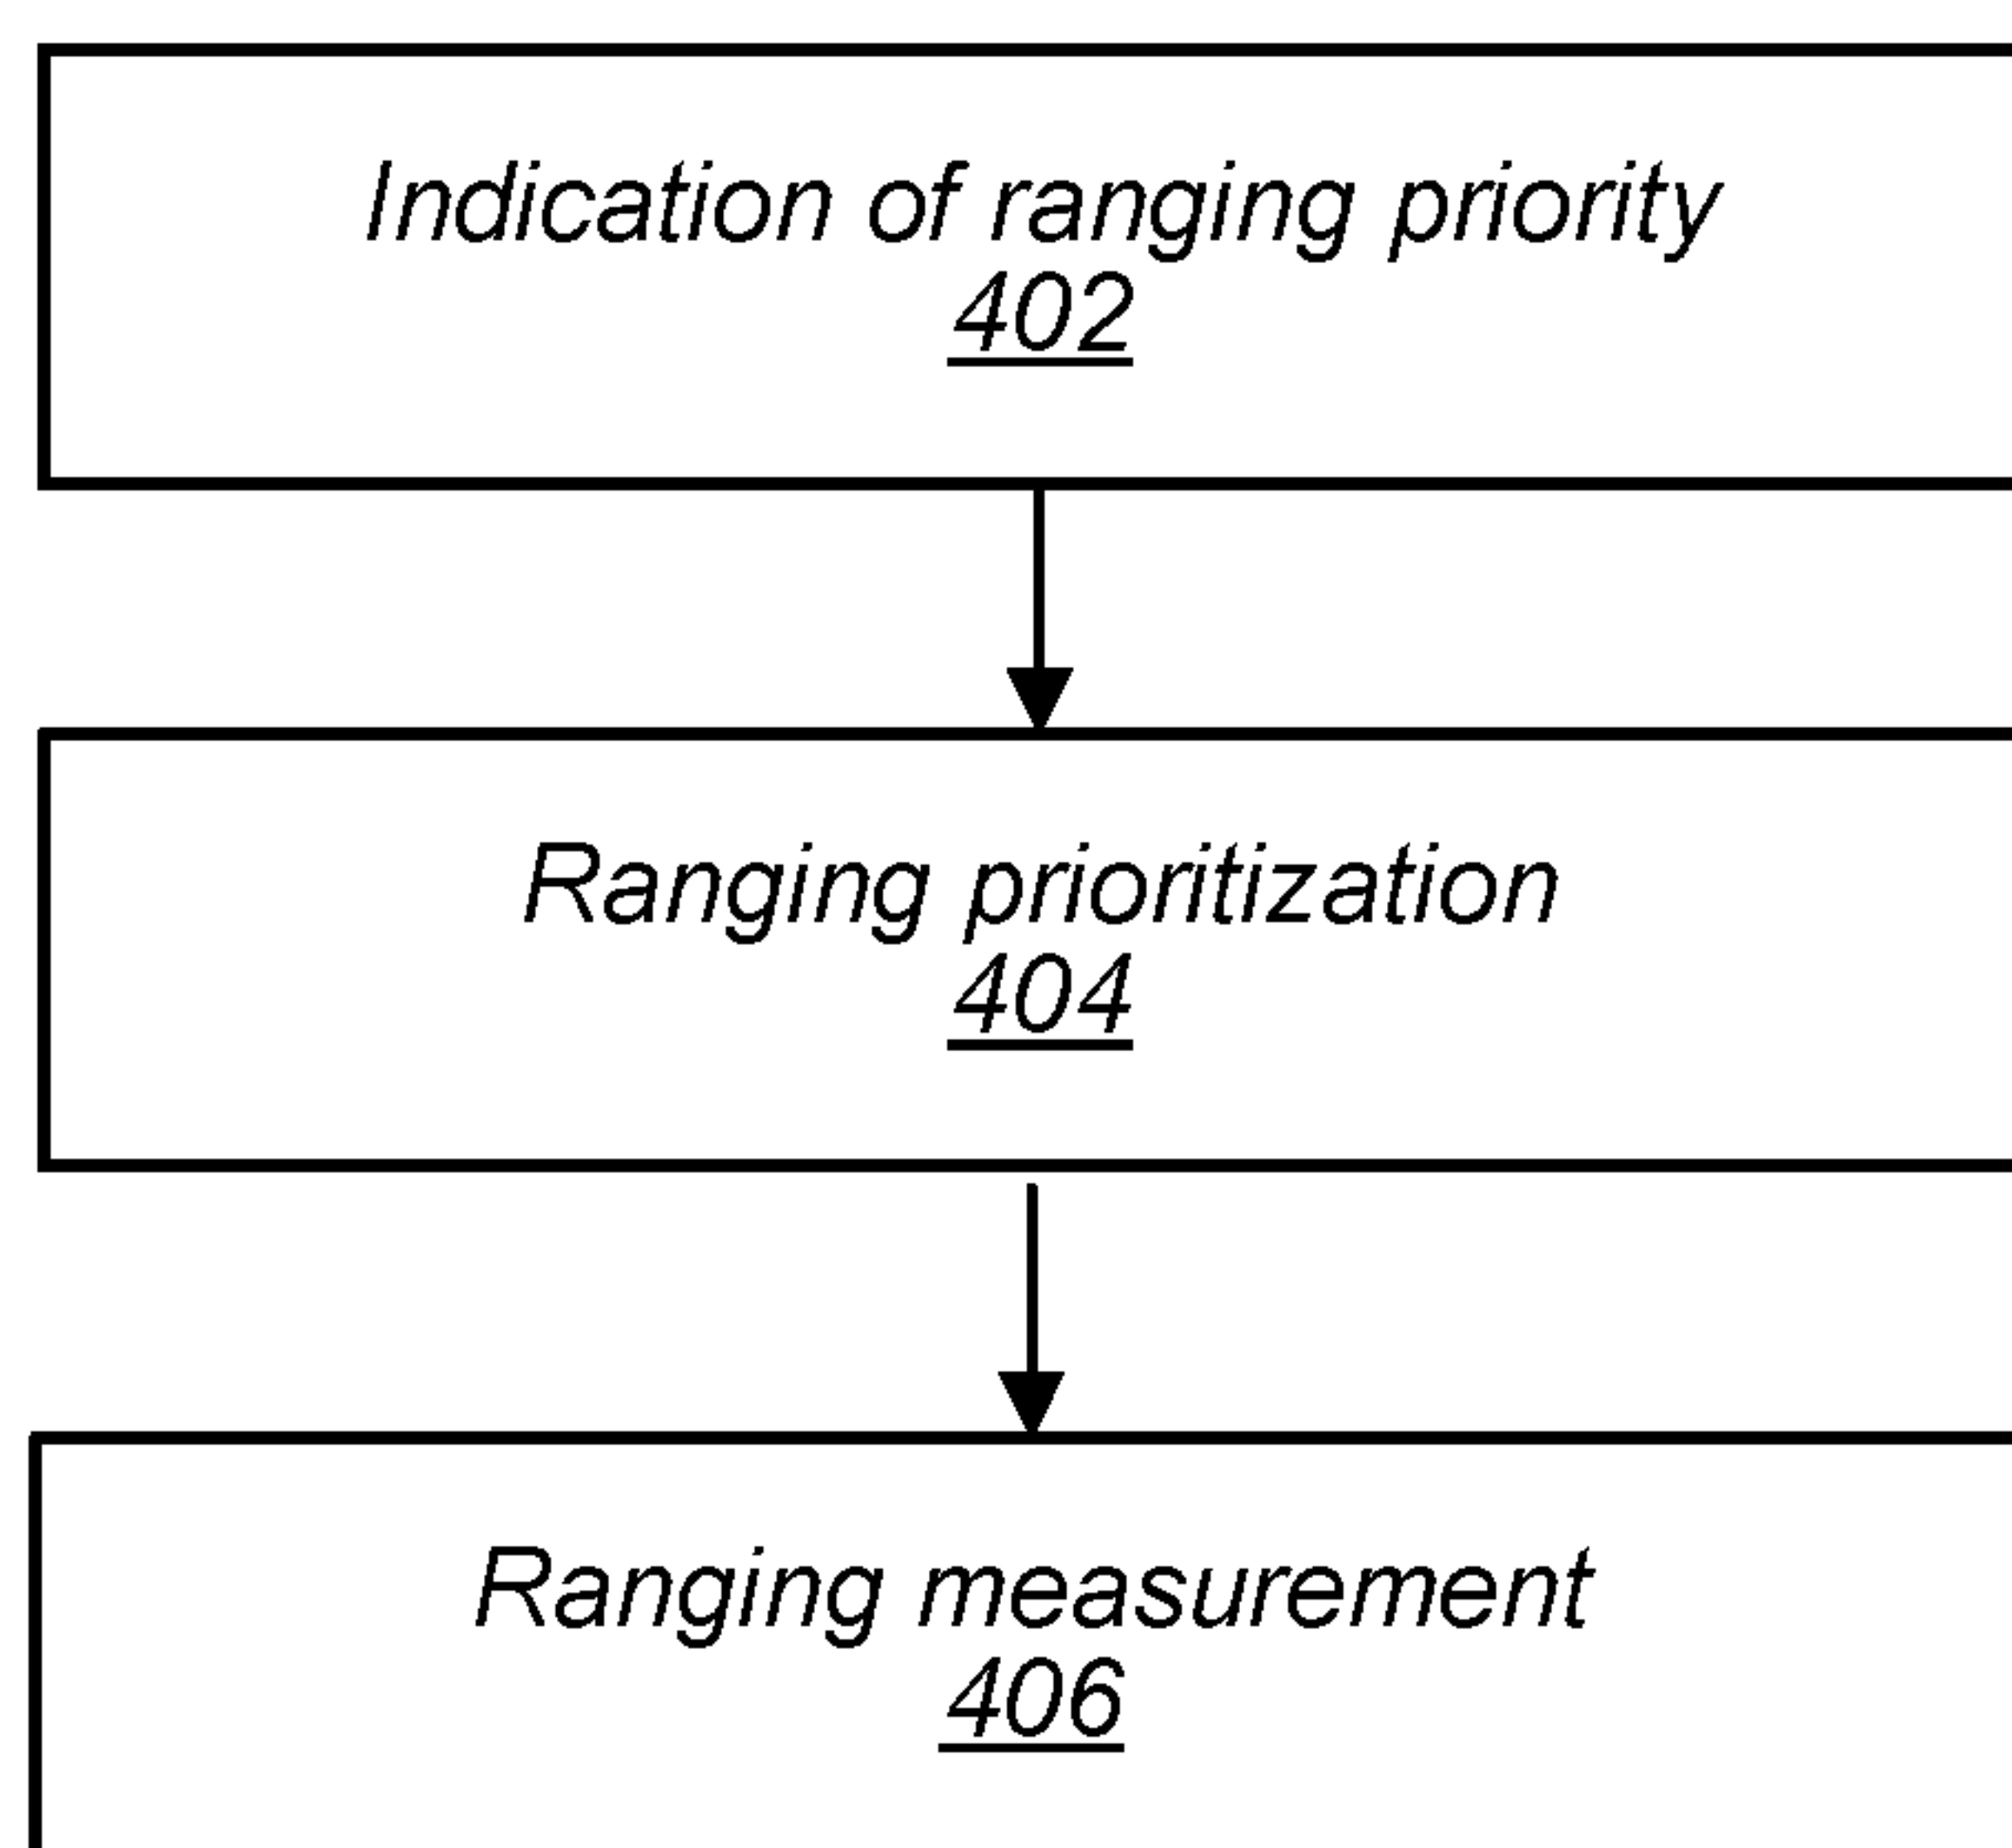 Indication of ranging priority
402
Ranging prioritization
404
Ranging measurement
406